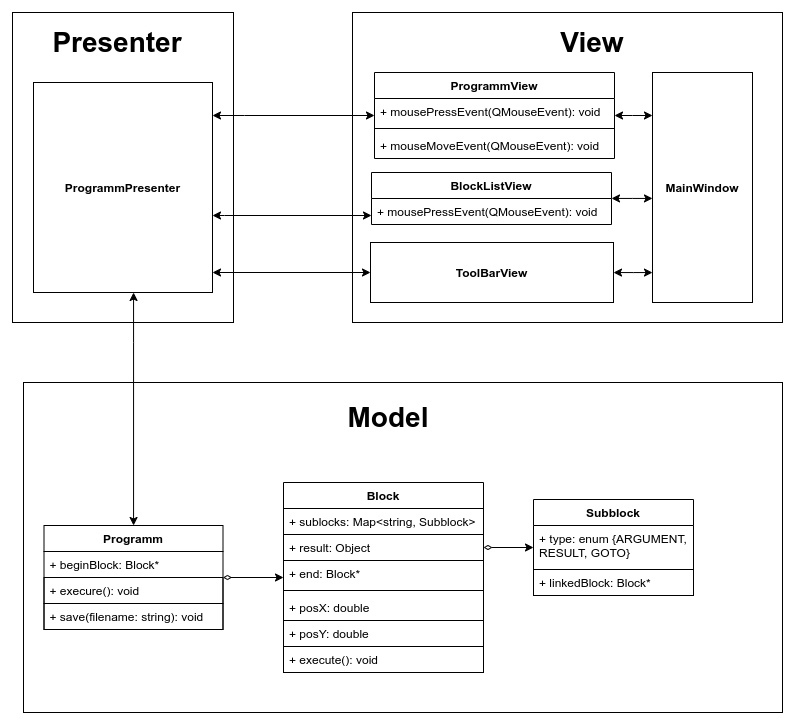 Presenter
ProgrammPresenter
View
ProgrammView
+ mousePressEvent(QMouseEvent): void
+ mouseMoveEvent(QMouseEvent): void
BlockListView
+ mousePressEvent(QMouseEvent): void
ToolBarView
MainWindow
Model
Programm
+ beginBlock: Block*
+ execure(): void
+ save(filename: string): void
Block
+ sublocks: Map<string, Subblock>
+ result: Object
+ end: Block*
+ posX: double
+ posY: double
+ execute(): void
Subblock
+ type: enum {ARGUMENT,
RESULT, GOTO}
+ linkedBlock: Block*